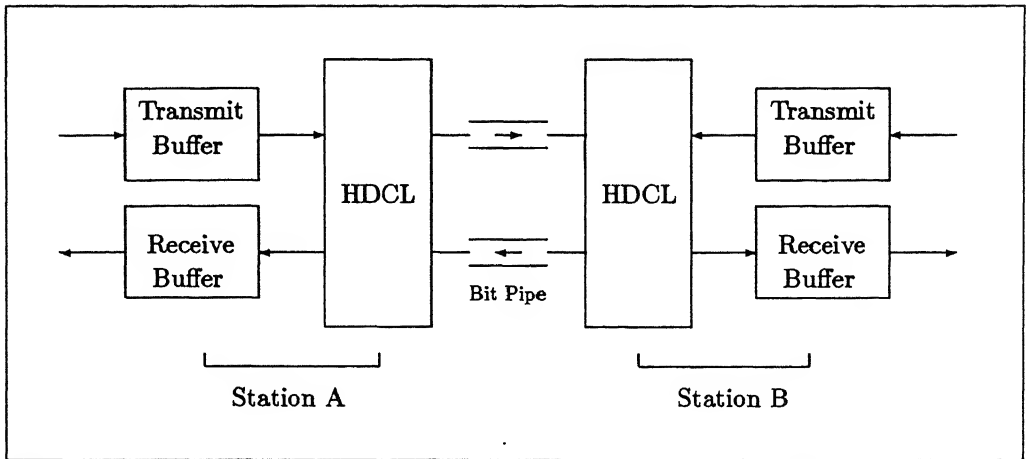 Transmit
Buffer
HDCL
HDCL
Transmit
Buffer
Receive
Buffer
Bit Pipe
Receive
Buffer
Station A
Station B